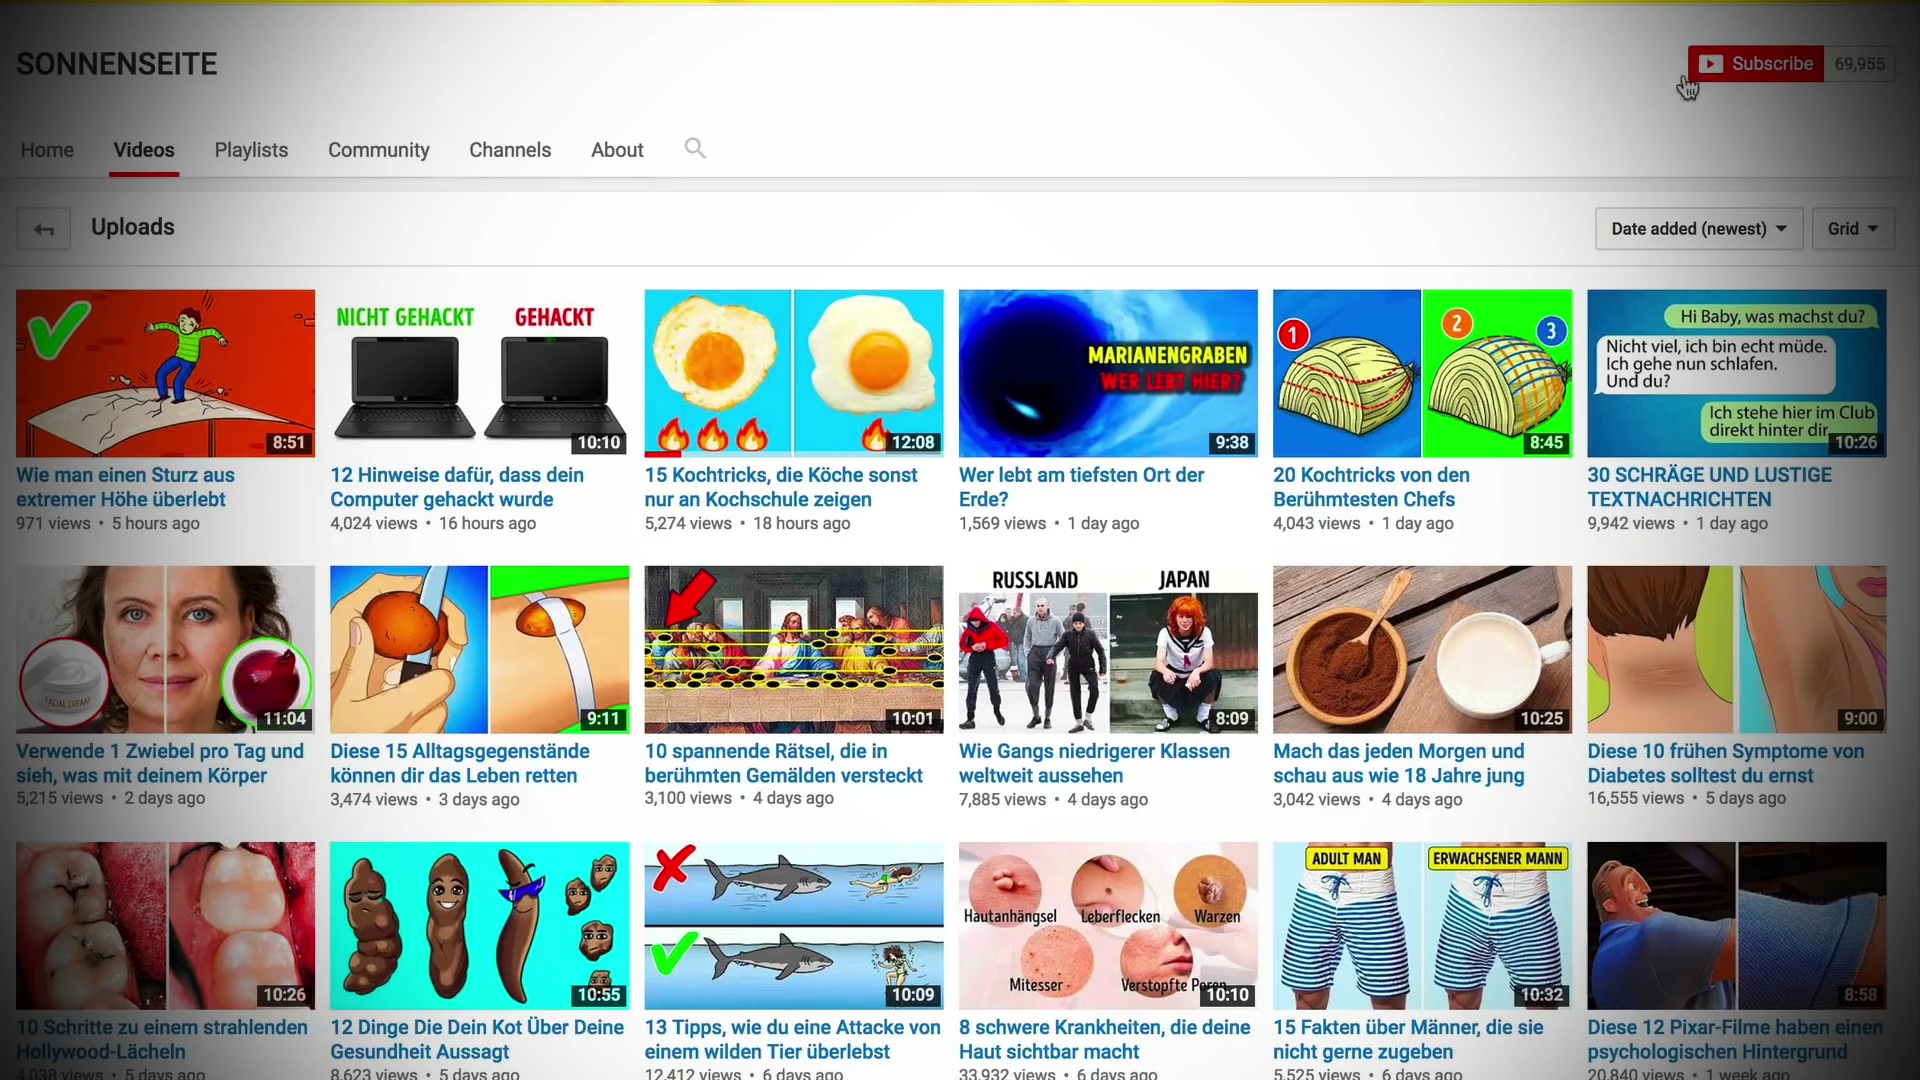 SONNENSEITE
Subscribe 69,955
Home Videos Playlists Community Channels About
Uploads
Date added (newest) Grid
8:51
Wie man einen Sturz aus
extremer Höhe überlebt
971 views • 5 hours ago
NICHT GEHACKT GEHACKT
10:10
12 Hinweise dafür, dass dein
Computer gehackt wurde
4,024 views • 16 hours ago
12:08
15 Kochtricks, die Köche sonst
nur an Kochschule zeigen
5,274 views • 18 hours ago
MARIANENGRABEN
WER LEBT HIER?
9:38
Wer lebt am tiefsten Ort der
Erde?
1,569 views • 1 day ago
1 2 3
8:45
20 Kochtricks von den
Berühmtesten Chefs
4,043 views • 1 day ago
Hi Baby, was machst du?
Nicht viel, ich bin echt müde.
Ich gehe nun schlafen.
Und du?
Ich stehe hier im Club
direkt hinter dir
10:26
30 SCHRÄGE UND LUSTIGE
TEXTNACHRICHTEN
9,942 views • 1 day ago
FACIAL CREAM
11:04
Verwende 1 Zwiebel pro Tag und
sieh, was mit deinem Körper
5,215 views • 2 days ago
9:11
Diese 15 Alltagsgegenstände
können dir das Leben retten
3,474 views • 3 days ago
10:01
10 spannende Rätsel, die in
berühmten Gemälden versteckt
3,100 views • 4 days ago
RUSSLAND JAPAN
8:09
Wie Gangs niedrigerer Klassen
weltweit aussehen
7,885 views • 4 days ago
10:25
Mach das jeden Morgen und
schau aus wie 18 Jahre jung
3,042 views • 4 days ago
9:00
Diese 10 frühen Symptome von
Diabetes solltest du ernst
16,555 views • 5 days ago
10:26
10 Schritte zu einem strahlenden
Hollywood-Lächeln
4,038 views • 5 days ago
10:55
12 Dinge Die Dein Kot Über Deine
Gesundheit Aussagt
8,623 views • 5 days ago
10:09
13 Tipps, wie du eine Attacke von
einem wilden Tier überlebst
12,412 views • 6 days ago
Hautanhängsel Leberflecken Warzen
Mitesser Verstopfte Poren
10:10
8 schwere Krankheiten, die deine
Haut sichtbar macht
33,932 views • 6 days ago
ADULT MAN ERWACHSENER MANN
10:32
15 Fakten über Männer, die sie
nicht gerne zugeben
5,525 views • 6 days ago
8:58
Diese 12 Pixar-Filme haben einen
psychologischen Hintergrund
20,840 views • 1 week ago